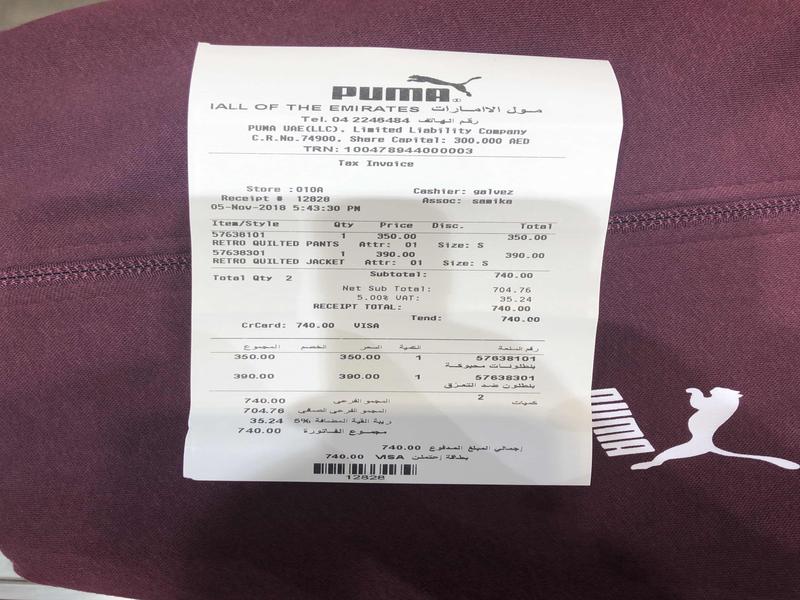 PUMA
IALL OF THE EMIRATES مول الاامارات
Tel. 04 2246484 رقم الهاتف
PUMA UAE(LLC), Limited Liability Company
C.R.No.74900, Share Capital: 300,000 AED
TRN: 100478944000003
Tax Invoice
Store :010A Cashier: galvez
Receipt # 12828 Assoc: samika
05-Nov-2018 5:43:30 PM
Item/Style Qty Price Disc. Total
57638101 1 350.00 350.00
RETRO QUILTED PANTS Attr: 01 Size: S
57638301 1 390.00 390.00
RETRO QUILTED JACKET Attr: 01 Size: S
Total Qty 2 Subtotal: 740.00
Net Sub Total: 704.76
5.00% VAT: 35.24
RECEIPT TOTAL: 740.00
Tend: 740.00
CrCard: 740.00 VISA
رقم السلعة الكمية السعر الخصم المجموع
57638101 1 350.00 350.00
بنطلونات محبوكة
57638301 1 390.00 390.00
بنطلون ضد التعرق
كميات 2
المجمو الفرعي 740.00
المجمو الفرعي الصافي 704.76
ريبة القية المضافة 5% 35.24
مجموع الفاتورة 740.00
إجمالي المبلغ المدفوع 740.00
بطاقة إحتملن VISA 740.00
12828
PUMA